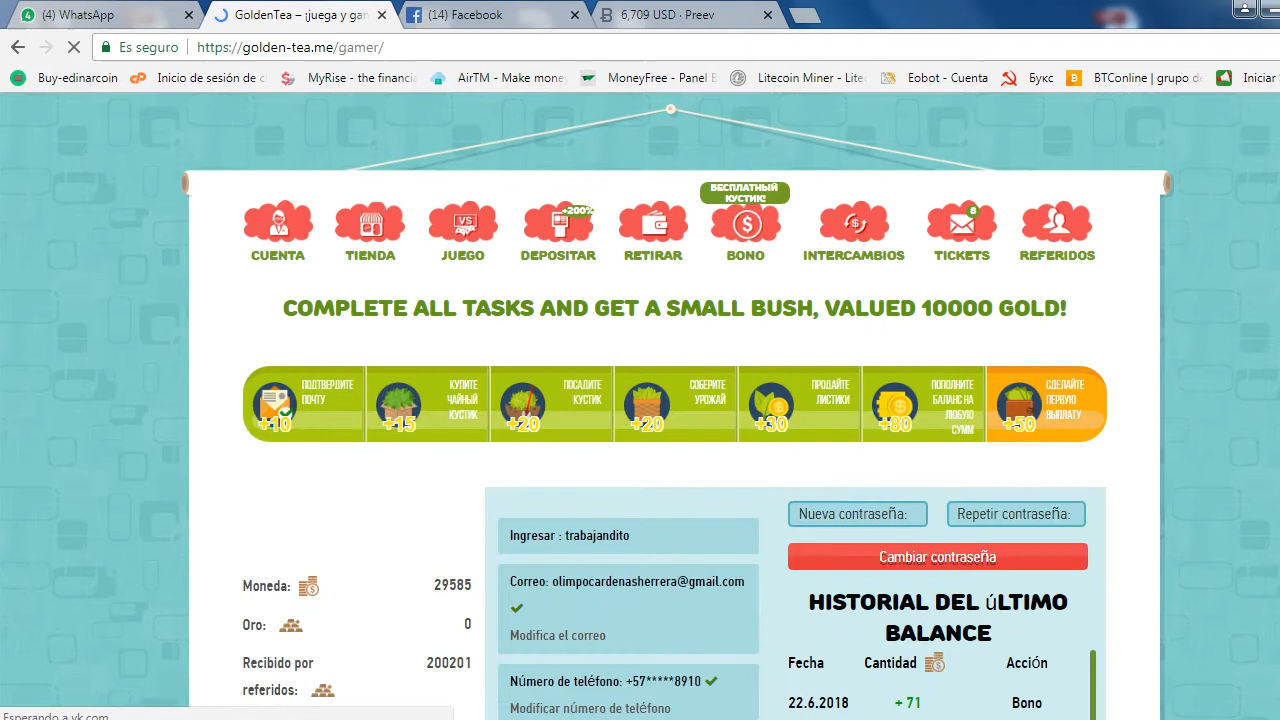 (4) WhatsApp
GoldenTea – ¡juega y gan
(14) Facebook
6,709 USD · Preev
Es seguro
https://golden-tea.me/gamer/
Buy-edinarcoin
Inicio de sesión de c
MyRise - the financia
AirTM - Make mone
MoneyFree - Panel B
Litecoin Miner - Lite
Eobot - Cuenta
Букс
BTConline | grupo de
Iniciar
БЕСПЛАТНЫЙ
КУСТИК!
VS
+200%
8
CUENTA
TIENDA
JUEGO
DEPOSITAR
RETIRAR
BONO
INTERCAMBIOS
TICKETS
REFERIDOS
COMPLETE ALL TASKS AND GET A SMALL BUSH, VALUED 10000 GOLD!
ПОДТВЕРДИТЕ
ПОЧТУ
+10
КУПИТЕ
ЧАЙНЫЙ
КУСТИК
+15
ПОСАДИТЕ
КУСТИК
+20
СОБЕРИТЕ
УРОЖАЙ
+20
ПРОДАЙТЕ
ЛИСТИКИ
+30
ПОПОЛНИТЕ
БАЛАНС НА
ЛЮБУЮ
СУММ
+80
СДЕЛАЙТЕ
ПЕРВУЮ
ВЫПЛАТУ
+50
Moneda:
29585
Oro:
0
Recibido por
referidos:
200201
Ingresar : trabajandito
Correo: olimpocardenasherrera@gmail.com
Modifica el correo
Número de teléfono: +57*****8910
Modificar número de teléfono
Nueva contraseña:
Repetir contraseña:
Cambiar contraseña
HISTORIAL DEL úLTIMO
BALANCE
Fecha
Cantidad
Acción
22.6.2018
+ 71
Bono
Esperando a vk.com